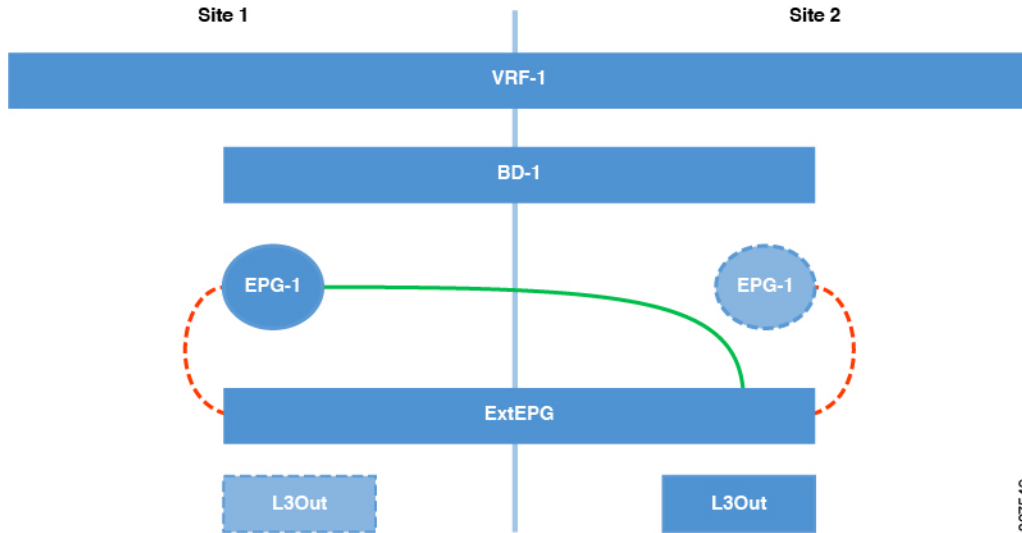 Site 1
Site 2
VRF-1
BD-1
EPG-1
EPG-1
ExtEPG
L3Out
L3Out